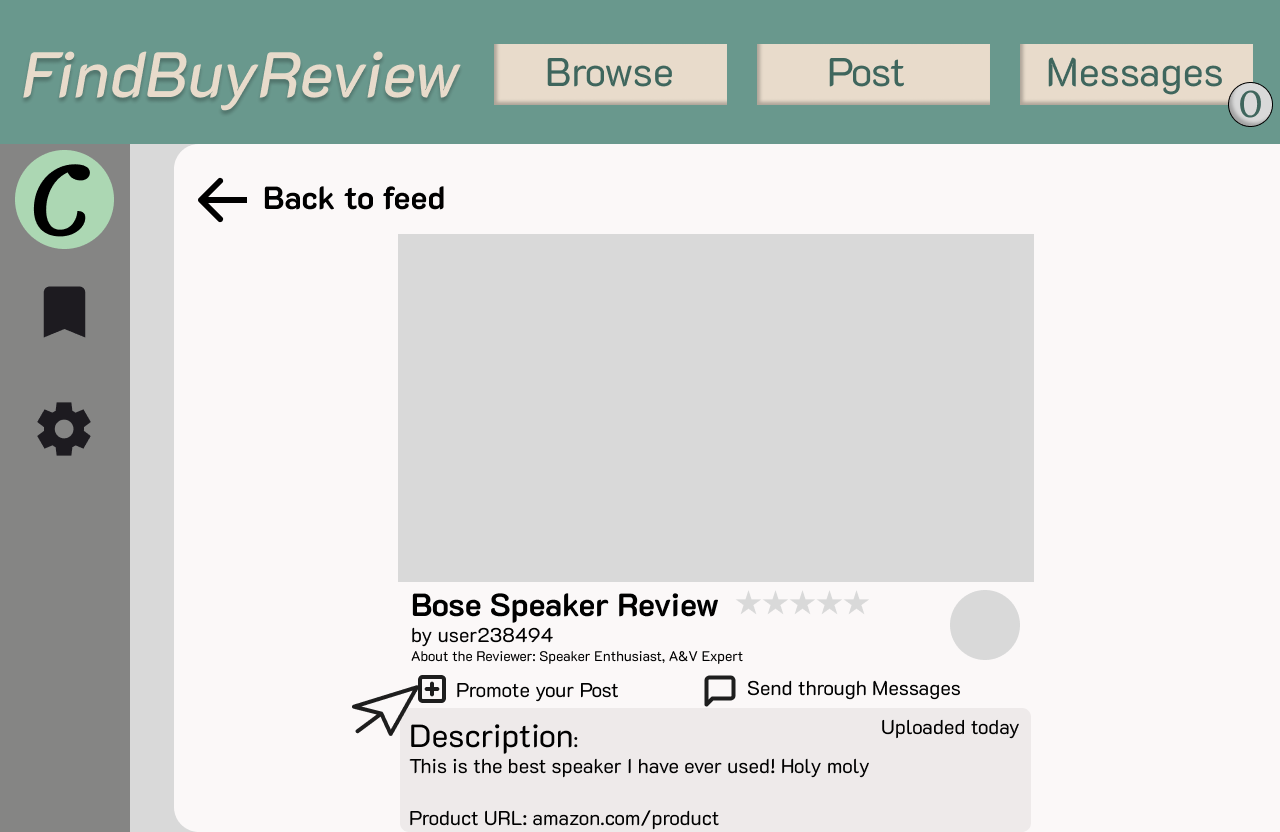 FindBuyReview
Browse
Post
Messages
0
C
Back to feed
Bose Speaker Review
by user238494
About the Reviewer: Speaker Enthusiast, A&V Expert
Promote your Post
Send through Messages
Description:
Uploaded today
This is the best speaker I have ever used! Holy moly
Product URL: amazon.com/product